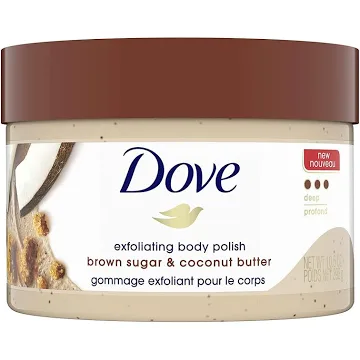 new
nouveau
Dove
deep
profond
exfoliating body polish
brown sugar & coconut butter
gommage exfoliant pour le corps